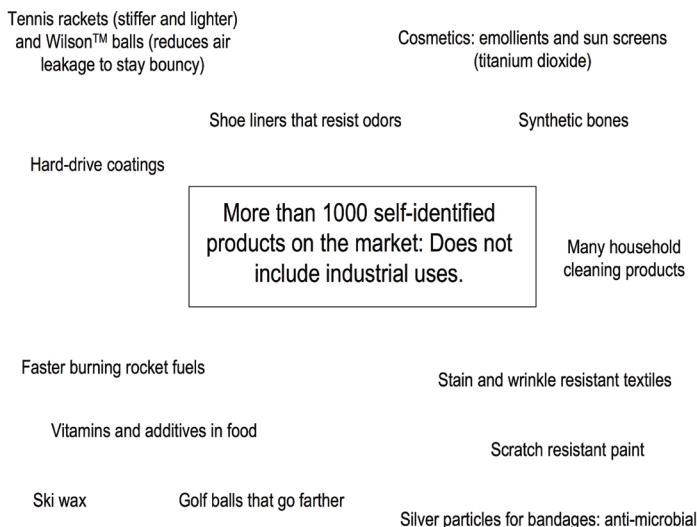 Tennis rackets (stiffer and lighter)
and Wilson™ balls (reduces air
leakage to stay bouncy)
Cosmetics: emollients and sun screens
(titanium dioxide)
Shoe liners that resist odors
Synthetic bones
Hard-drive coatings
More than 1000 self-identified
products on the market: Does not
include industrial uses.
Many household
cleaning products
Faster burning rocket fuels
Stain and wrinkle resistant textiles
Vitamins and additives in food
Scratch resistant paint
Ski wax
Golf balls that go farther
Silver particles for bandages: anti-microbial